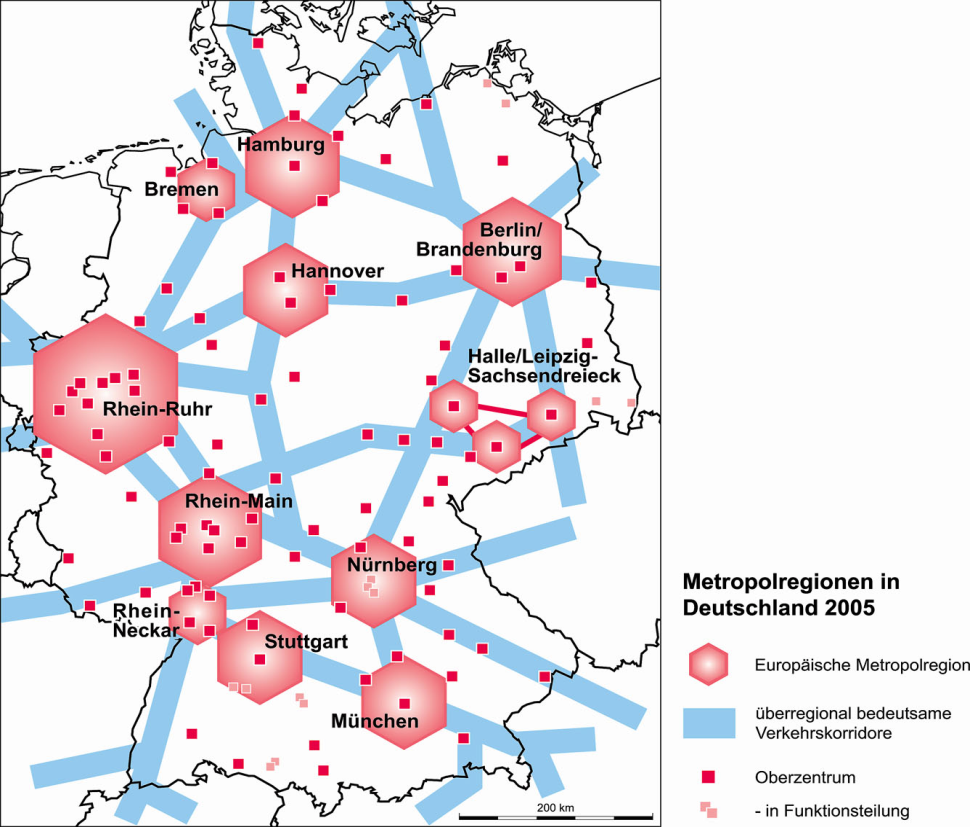 Hamburg
Bremen
Berlin/
Brandenburg
Hannover
Halle/Leipzig-
Sachsendreieck
Rhein-Ruhr
Rhein-Main
Nürnberg
Rhein-
Neckar
Stuttgart
München
200 km
Metropolregionen in
Deutschland 2005
Europäische Metropolregion
überregional bedeutsame
Verkehrskorridore
Oberzentrum
- in Funktionsteilung